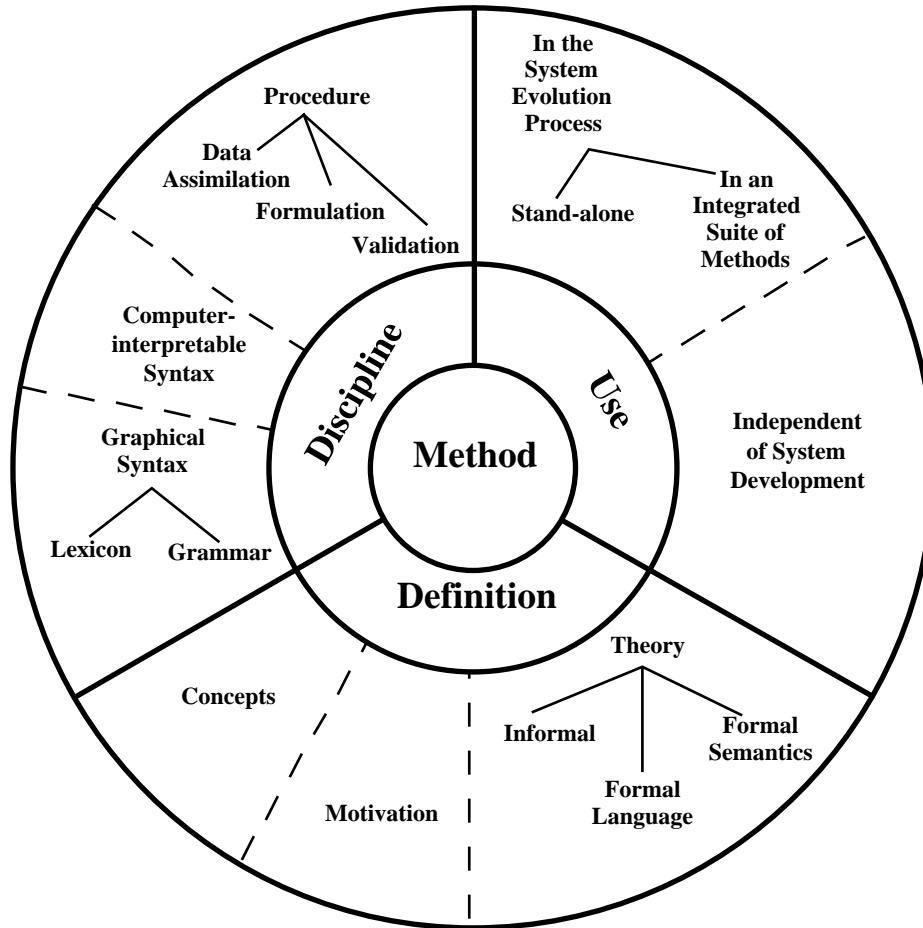 In the
System
Evolution
Process
Procedure
Data
Assimilation
Formulation
Validation
Stand-alone
In an
Integrated
Suite of
Methods
Computer-
interpretable
Syntax
Discipline
Use
Method
Independent
of System
Development
Graphical
Syntax
Lexicon
Grammar
Definition
Theory
Concepts
Informal
Formal
Semantics
Formal
Language
Motivation